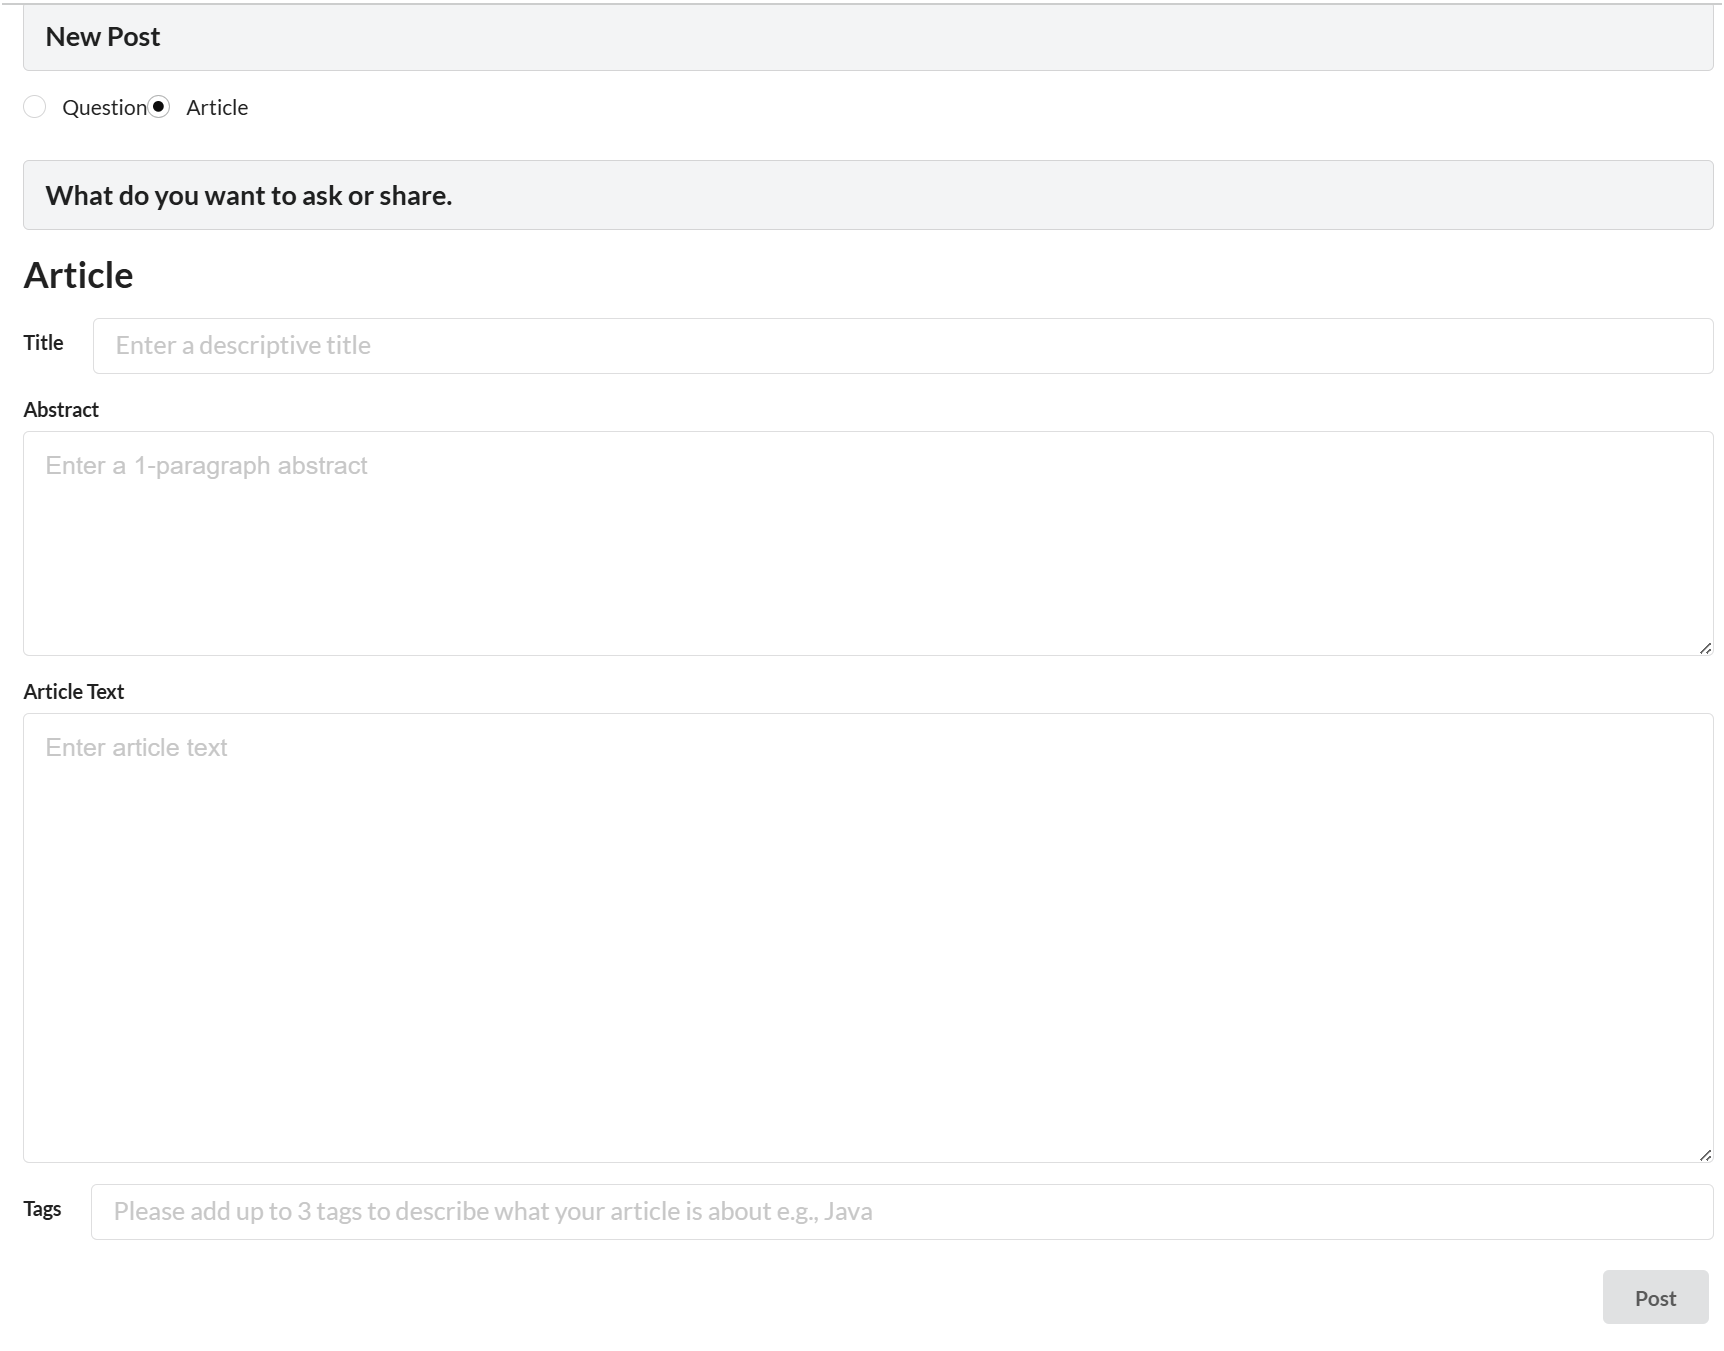 New Post
Question Article
What do you want to ask or share.
Article
Title Enter a descriptive title
Abstract
Enter a 1-paragraph abstract
Article Text
Enter article text
Tags Please add up to 3 tags to describe what your article is about e.g., Java
Post